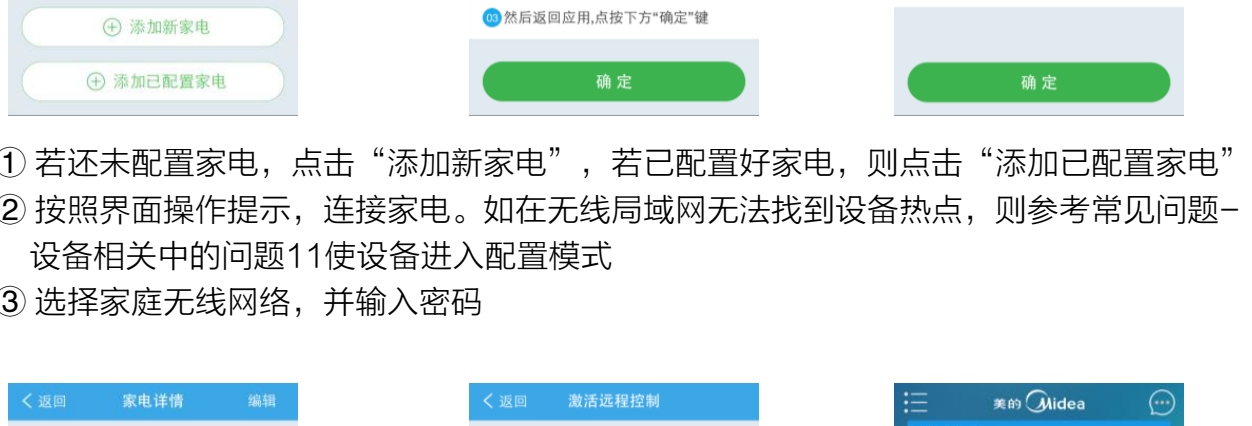 添加新家电
03 然后返回应用,点按下方“确定”键
添加已配置家电
确定
确定
① 若还未配置家电，点击“添加新家电”，若已配置好家电，则点击“添加已配置家电”
② 按照界面操作提示，连接家电。如在无线局域网无法找到设备热点，则参考常见问题-
设备相关中的问题11使设备进入配置模式
③ 选择家庭无线网络，并输入密码
返回 家电详情 编辑
返回 激活远程控制
美的 Midea